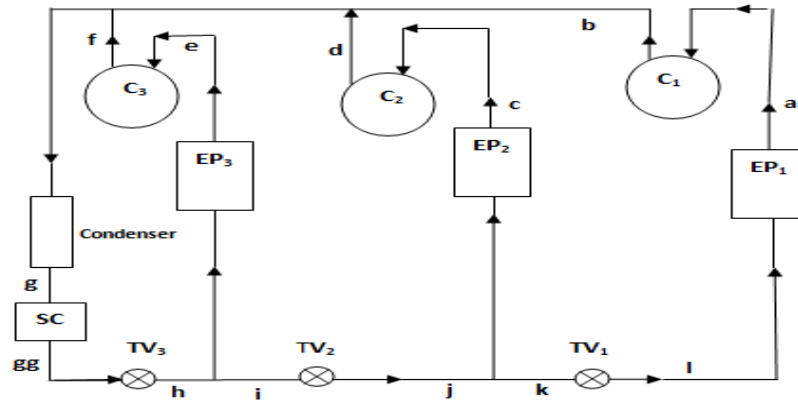 b
f
e
d
C₃
C₂
C₁
c
a
EP₃
EP₂
EP₁
Condenser
g
SC
TV₃
TV₂
TV₁
gg
h
i
j
k
l